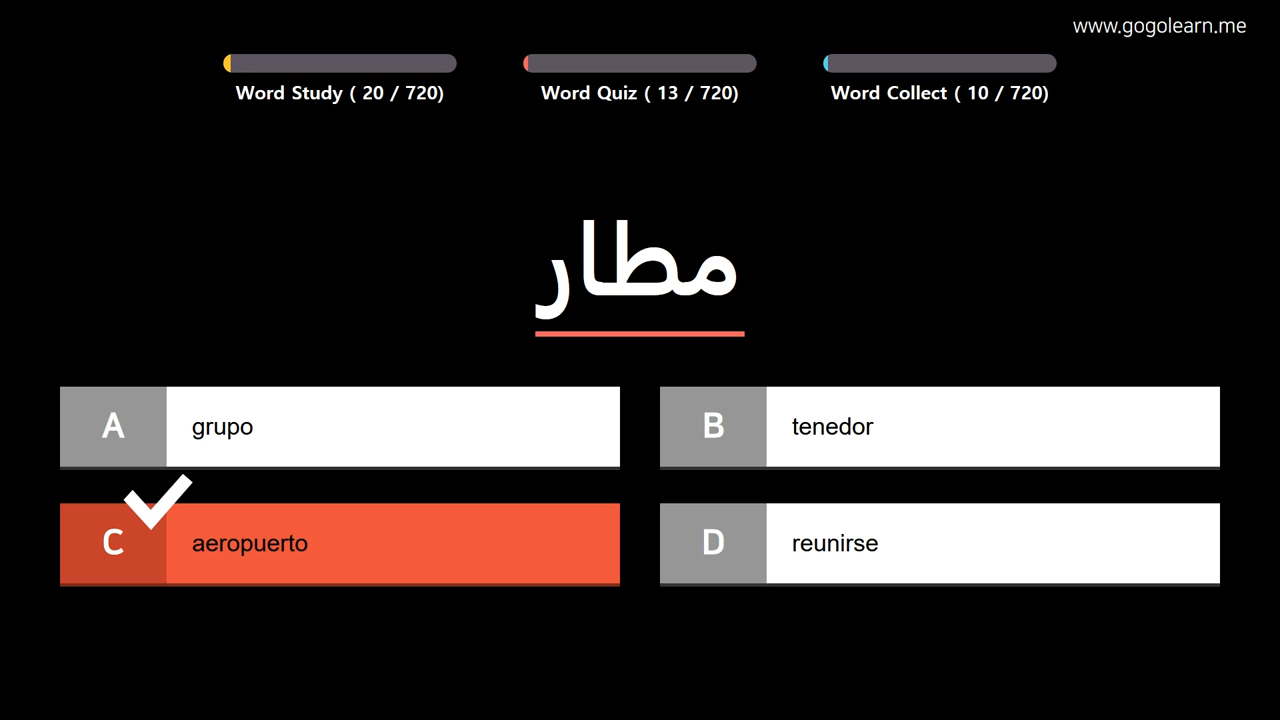 www.gogolearn.me
Word Study ( 20 / 720)
Word Quiz ( 13 / 720)
Word Collect ( 10 / 720)
مطار
A
grupo
B
tenedor
C
aeropuerto
D
reunirse